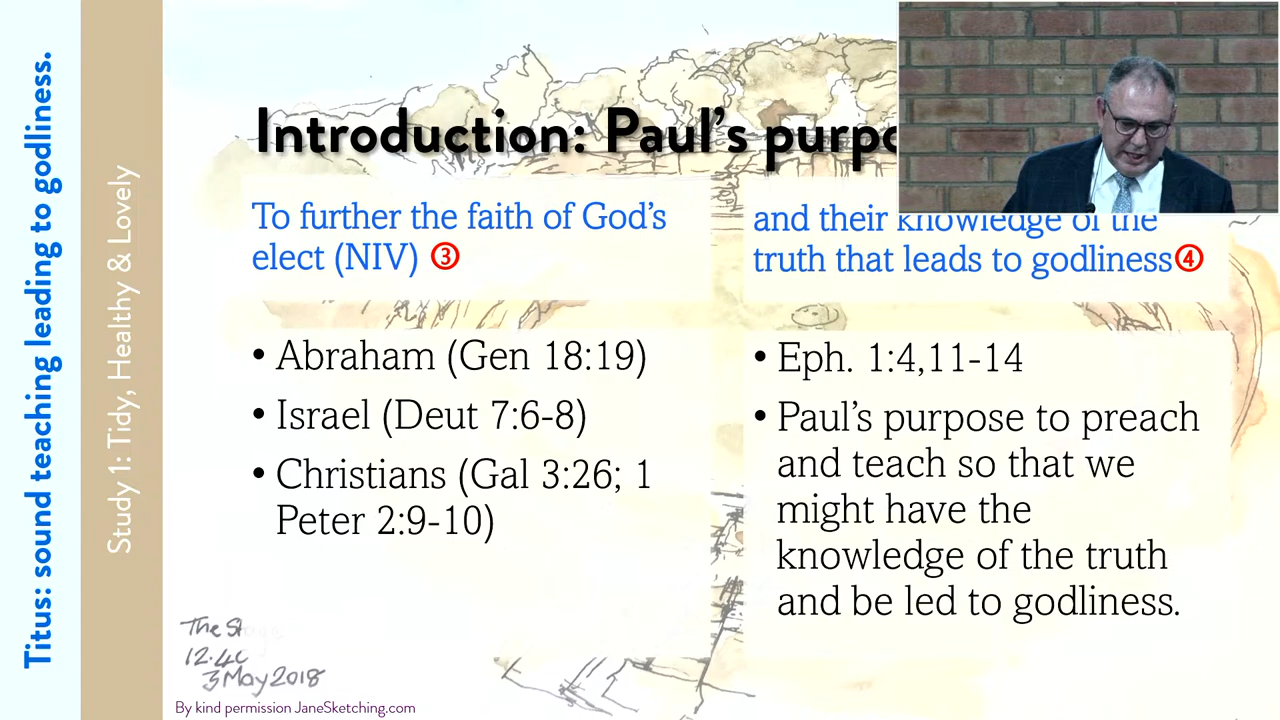 Titus: sound teaching leading to godliness.
Study 1: Tidy, Healthy & Lovely
Introduction: Paul's
To further the faith of God's
elect (NIV) ③
• Abraham (Gen 18:19)
• Israel (Deut 7:6-8)
• Christians (Gal 3:26; 1
Peter 2:9-10)
and their knowledge of the
truth that leads to godliness④
• Eph. 1:4,11-14
• Paul's purpose to preach
and teach so that we
might have the
knowledge of the truth
and be led to godliness.
The
3 May 2018
By kind permission JaneSketching.com